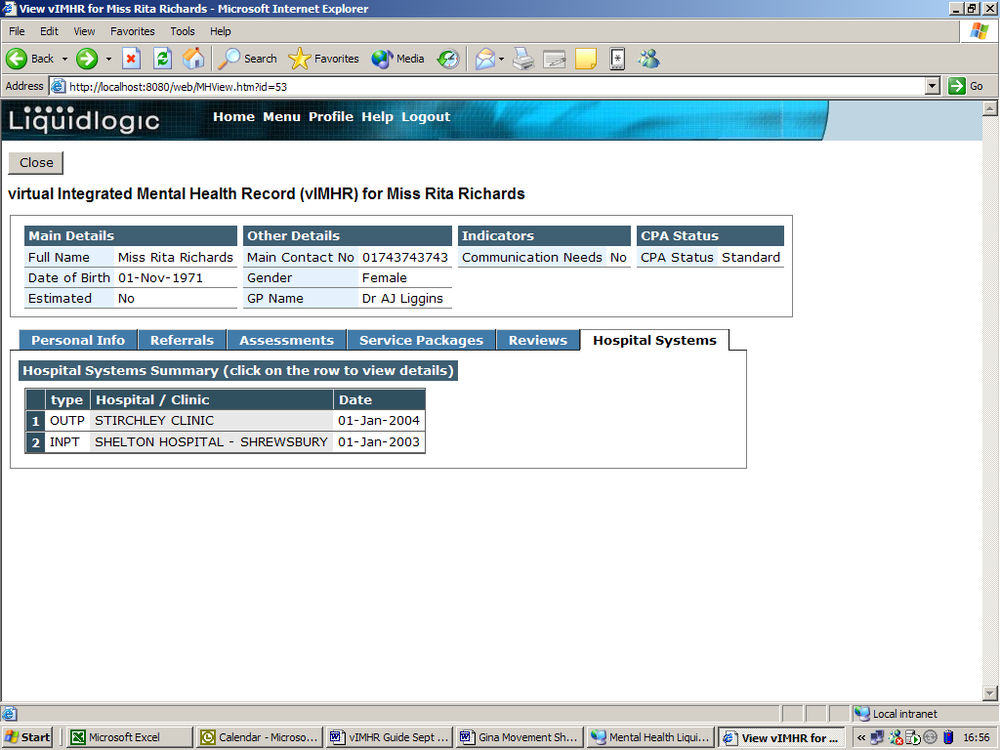 View vIMHR for Miss Rita Richards - Microsoft Internet Explorer
File Edit View Favorites Tools Help
Back Search Favorites Media
Address http://localhost:8080/web/MHView.htm?id=53 Go
Liquidlogic Home Menu Profile Help Logout
Close
virtual Integrated Mental Health Record (vIMHR) for Miss Rita Richards
Main Details Other Details Indicators CPA Status
Full Name Miss Rita Richards Main Contact No 01743743743 Communication Needs No CPA Status Standard
Date of Birth 01-Nov-1971 Gender Female
Estimated No GP Name Dr AJ Liggins
Personal Info Referrals Assessments Service Packages Reviews Hospital Systems
Hospital Systems Summary (click on the row to view details)
type Hospital / Clinic Date
1 OUTP STIRCHLEY CLINIC 01-Jan-2004
2 INPT SHELTON HOSPITAL - SHREWSBURY 01-Jan-2003
Local intranet
Start Microsoft Excel Calendar - Microso... vIMHR Guide Sept ... Gina Movement Sh... Mental Health Liqui... View vIMHR for ... « 16:56